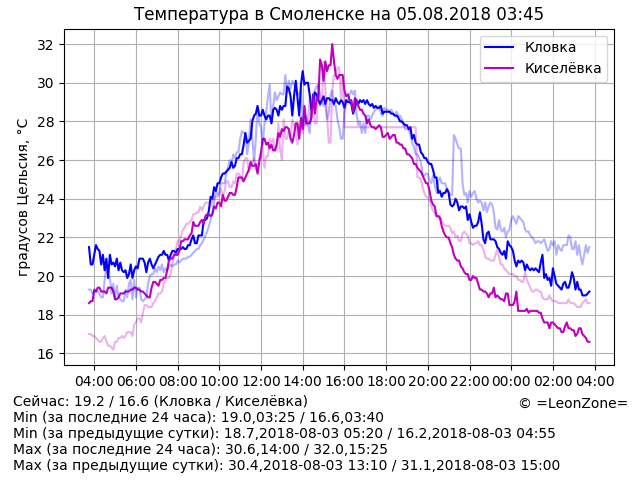 Температура в Смоленске на 05.08.2018 03:45
градусов Цельсия, °C
32
30
28
26
24
22
20
18
16
Кловка
Киселёвка
04:00 06:00 08:00 10:00 12:00 14:00 16:00 18:00 20:00 22:00 00:00 02:00 04:00
Сейчас: 19.2 / 16.6 (Кловка / Киселёвка)
© =LeonZone=
Min (за последние 24 часа): 19.0,03:25 / 16.6,03:40
Min (за предыдущие сутки): 18.7,2018-08-03 05:20 / 16.2,2018-08-03 04:55
Max (за последние 24 часа): 30.6,14:00 / 32.0,15:25
Max (за предыдущие сутки): 30.4,2018-08-03 13:10 / 31.1,2018-08-03 15:00